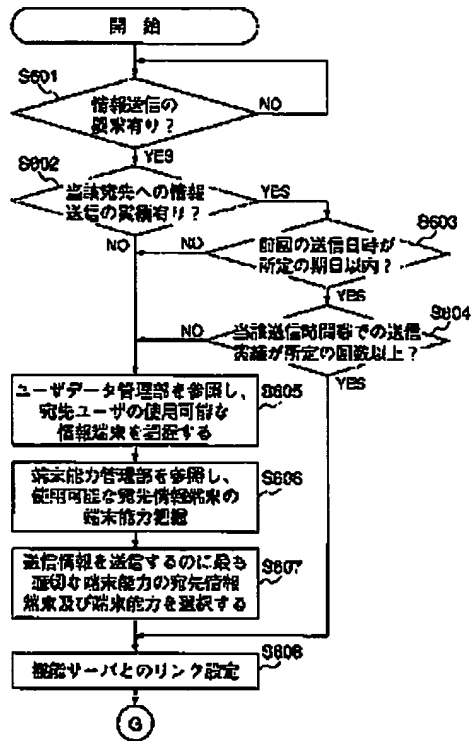 開 始
S601
情報送信の
要求有り?
NO
YES
S602
当該宛先への情報
送信の実績有り?
YES
NO
S603
前回の送信日時が
所定の期日以内?
NO
YES
S604
当該送信時間帯での送信
実績が所定の回数以上?
NO
YES
ユーザデータ管理部を参照し、
宛先ユーザの使用可能な
情報端末を把握する
S605
端末能力管理部を参照し、
使用可能な宛先情報端末の
端末能力把握
S606
送信情報を送信するのに最も
適切な端末能力の宛先情報
端末及び端末能力を選択する
S607
機能サーバとのリンク設定
S608
G